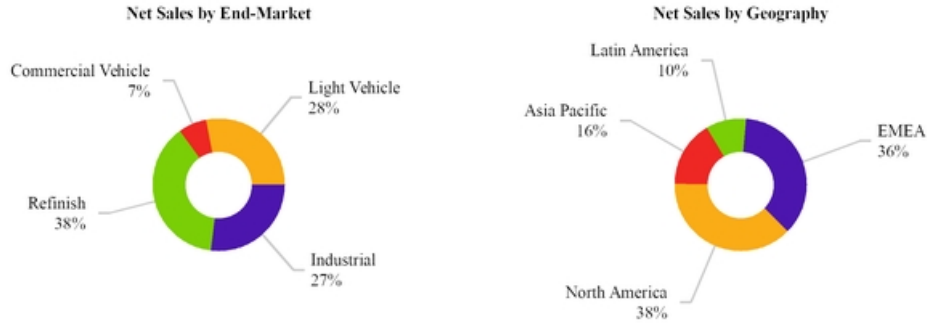 Net Sales by End-Market
Commercial Vehicle
7%
Light Vehicle
28%
Refinish
38%
Industrial
27%
Net Sales by Geography
Latin America
10%
Asia Pacific
16%
EMEA
36%
North America
38%